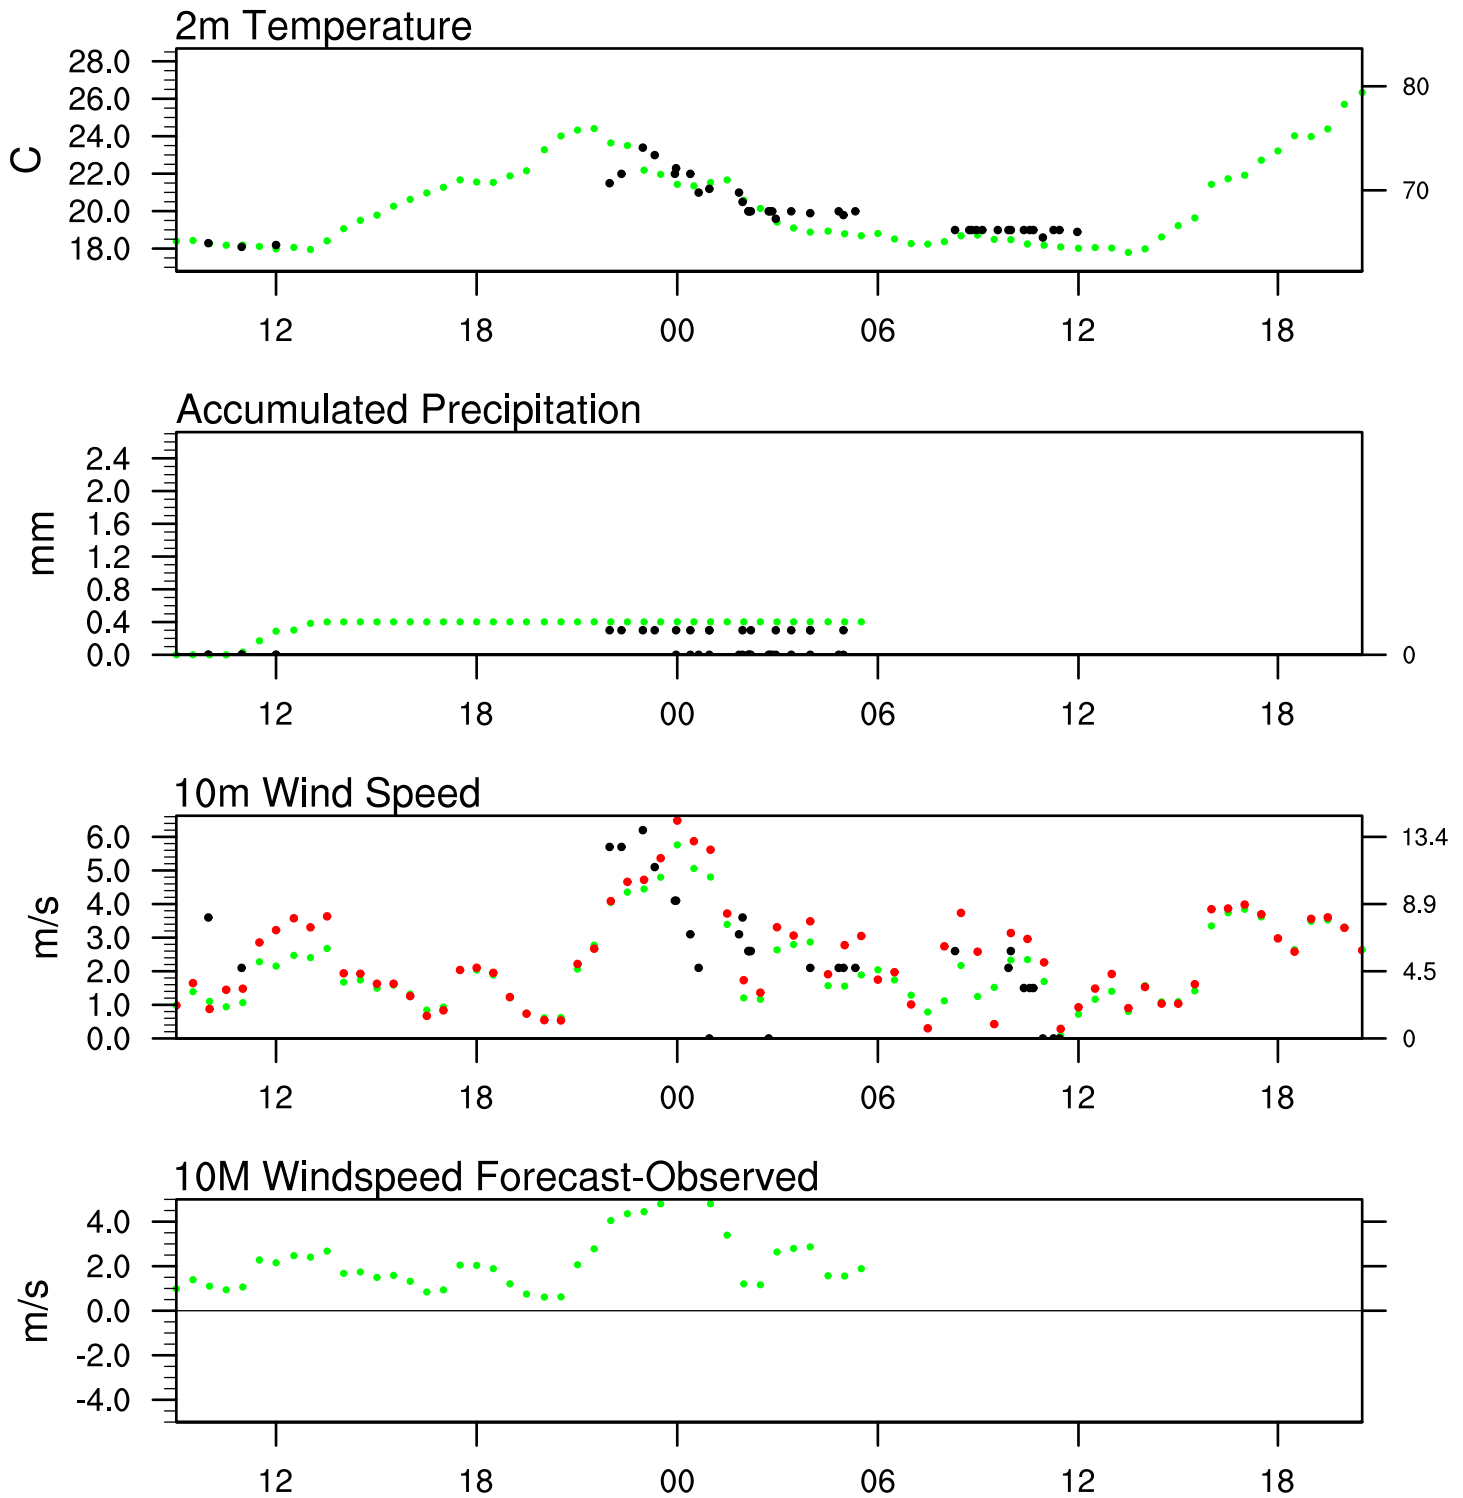 2m Temperature
28.0
26.0
24.0
22.0
20.0
18.0
C
80
70
12 18 00 06 12 18
Accumulated Precipitation
2.4
2.0
1.6
1.2
0.8
0.4
0.0
mm
0
12 18 00 06 12 18
10m Wind Speed
6.0
5.0
4.0
3.0
2.0
1.0
0.0
m/s
13.4
8.9
4.5
0
12 18 00 06 12 18
10M Windspeed Forecast-Observed
4.0
2.0
0.0
-2.0
-4.0
m/s
12 18 00 06 12 18